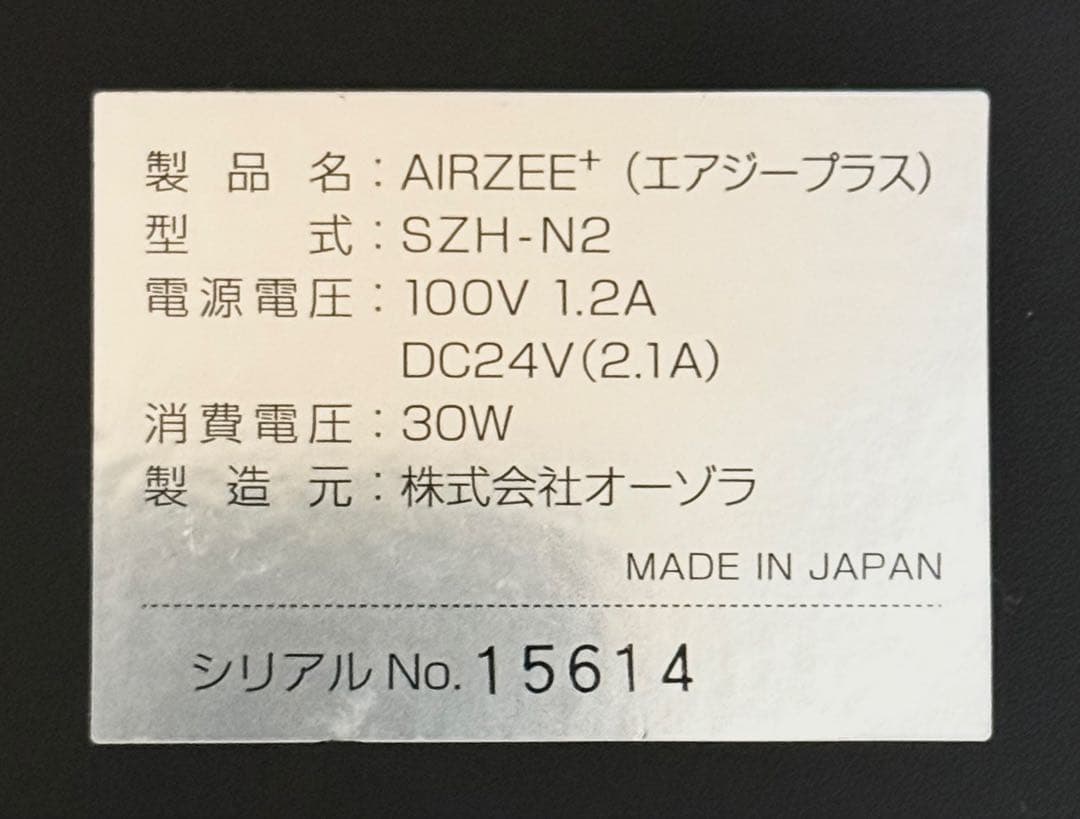 製品名：AIRZEE⁺（エアジープラス）
型式：SZH-N2
電源電圧：100V 1.2A
DC24V(2.1A)
消費電圧：30W
製造元：株式会社オーゾラ
MADE IN JAPAN
シリアルNo. 15614